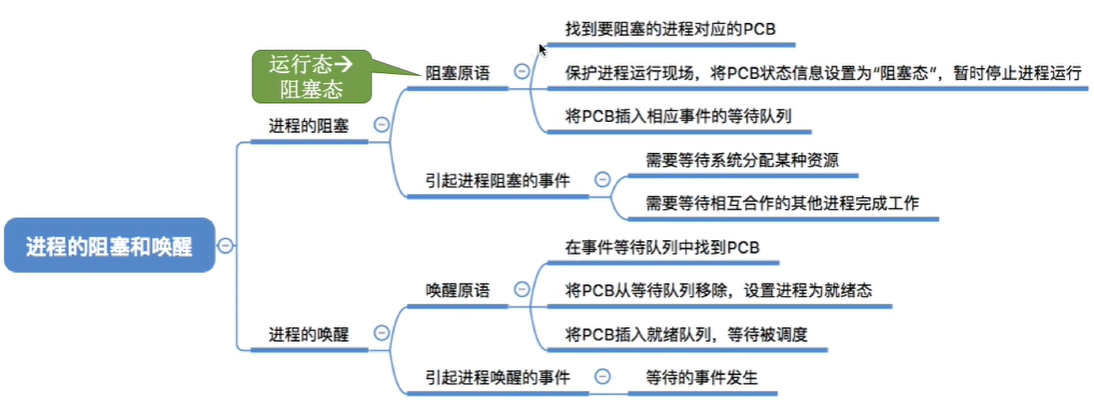 找到要阻塞的进程对应的PCB
运行态→
阻塞态
阻塞原语
保护进程运行现场，将PCB状态信息设置为“阻塞态”，暂时停止进程运行
将PCB插入相应事件的等待队列
进程的阻塞
需要等待系统分配某种资源
引起进程阻塞的事件
需要等待相互合作的其他进程完成工作
进程的阻塞和唤醒
在事件等待队列中找到PCB
唤醒原语
将PCB从等待队列移除，设置进程为就绪态
将PCB插入就绪队列，等待被调度
进程的唤醒
引起进程唤醒的事件
等待的事件发生